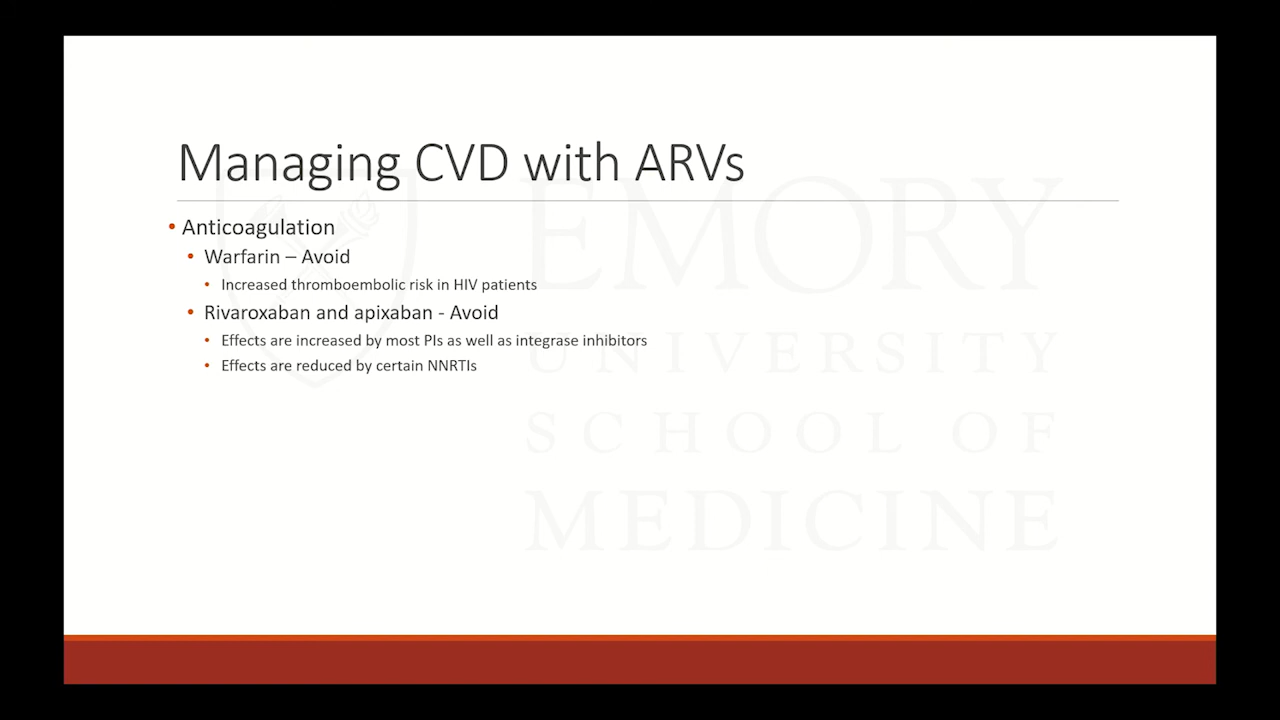 Managing CVD with ARVs
• Anticoagulation
• Warfarin – Avoid
• Increased thromboembolic risk in HIV patients
• Rivaroxaban and apixaban - Avoid
• Effects are increased by most PIs as well as integrase inhibitors
• Effects are reduced by certain NNRTIs
EMORY
UNIVERSITY
SCHOOL OF
MEDICINE